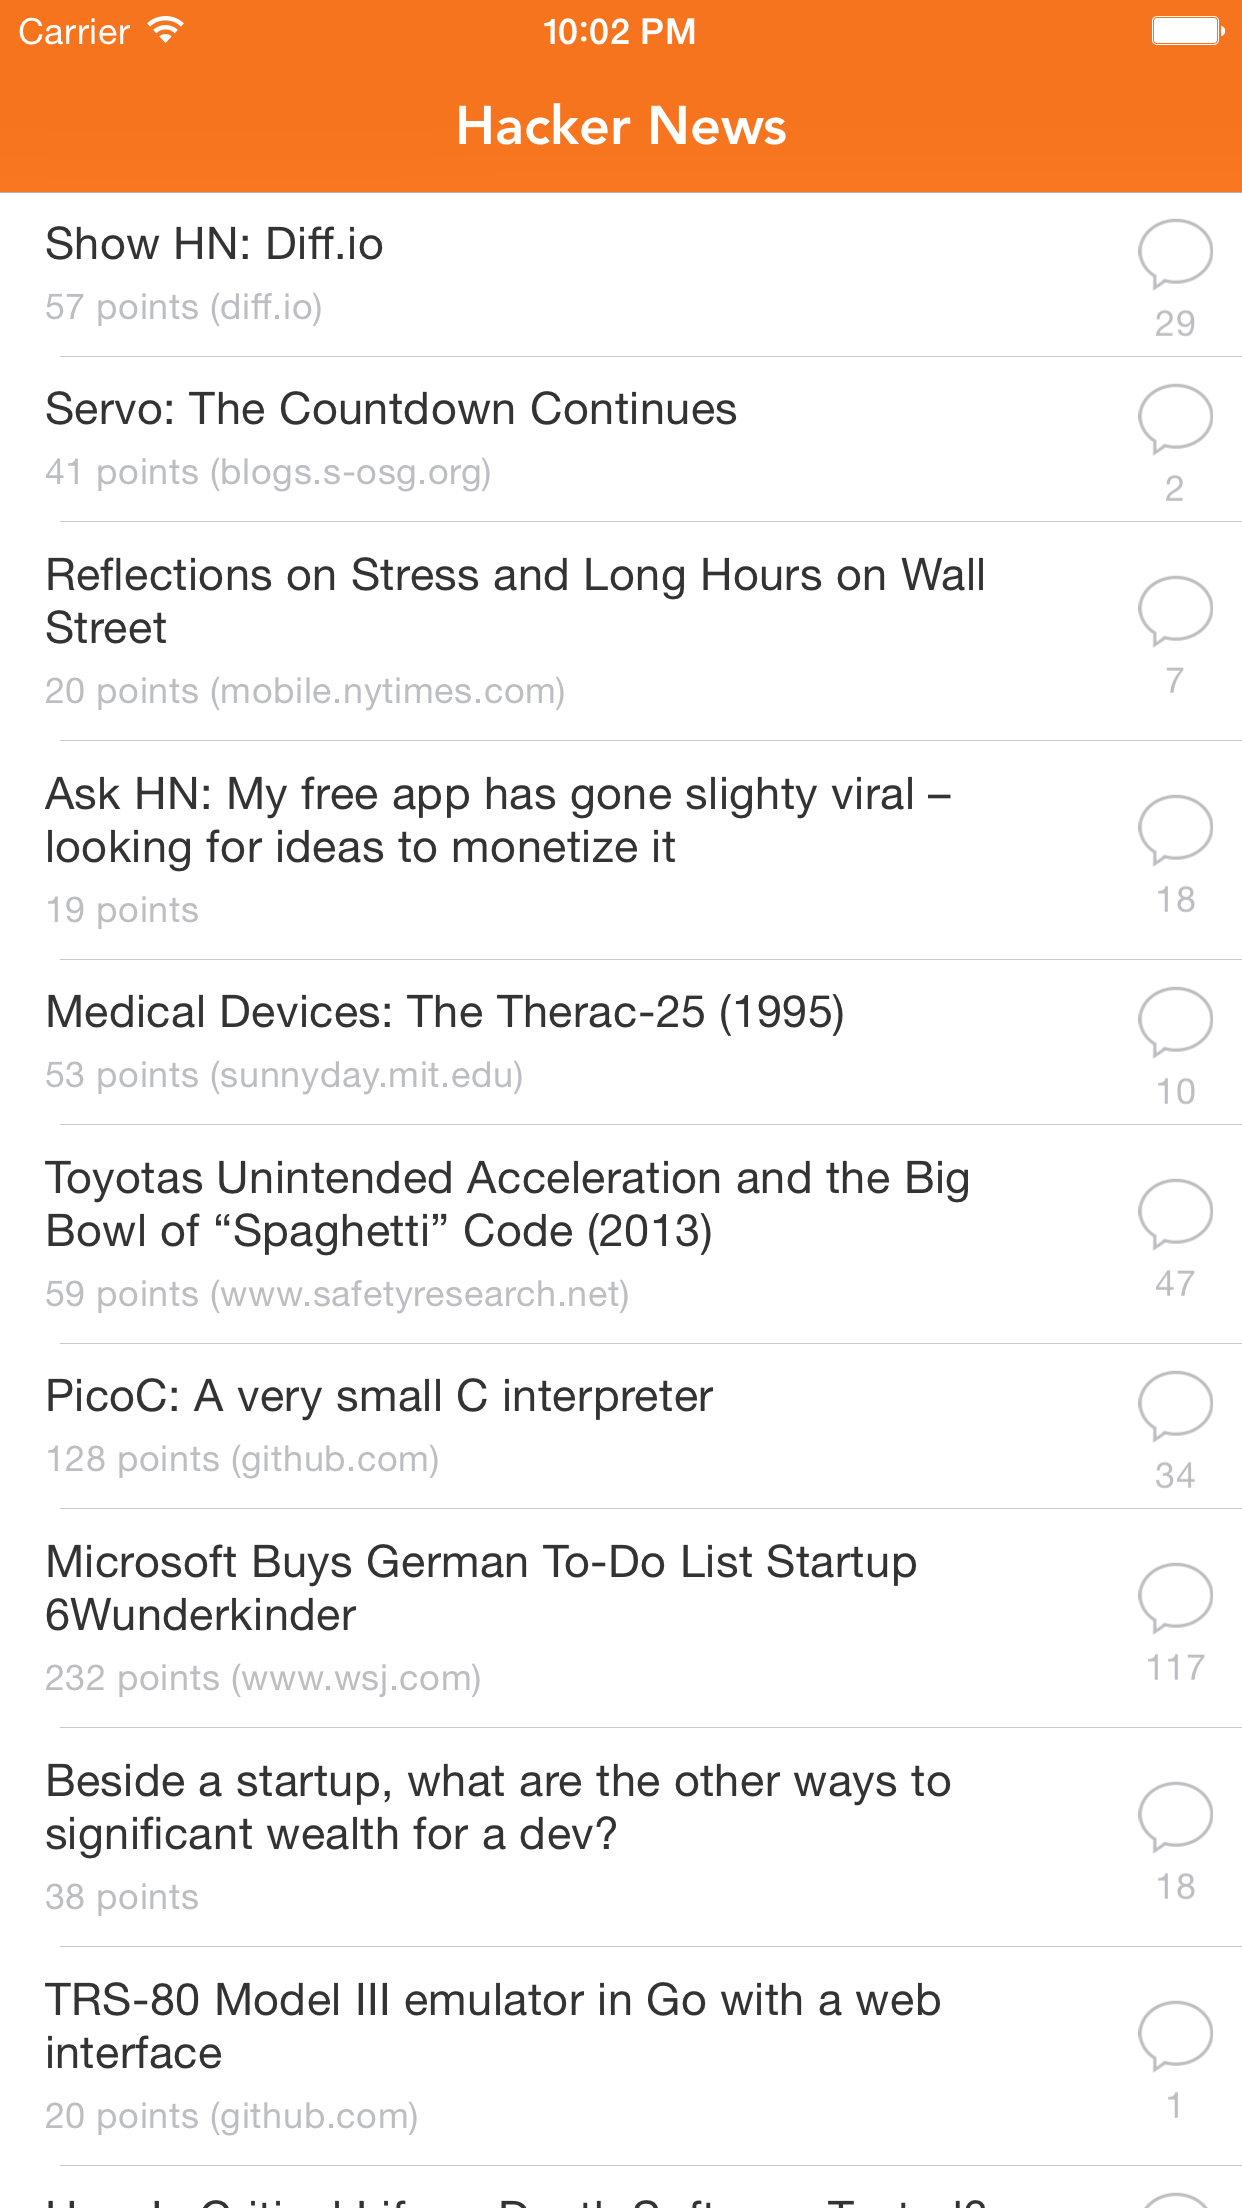 Carrier 10:02 PM
Hacker News
Show HN: Diff.io
57 points (diff.io)
29
Servo: The Countdown Continues
41 points (blogs.s-osg.org)
2
Reflections on Stress and Long Hours on Wall
Street
20 points (mobile.nytimes.com)
7
Ask HN: My free app has gone slighty viral –
looking for ideas to monetize it
19 points
18
Medical Devices: The Therac-25 (1995)
53 points (sunnyday.mit.edu)
10
Toyotas Unintended Acceleration and the Big
Bowl of “Spaghetti” Code (2013)
59 points (www.safetyresearch.net)
47
PicoC: A very small C interpreter
128 points (github.com)
34
Microsoft Buys German To-Do List Startup
6Wunderkinder
232 points (www.wsj.com)
117
Beside a startup, what are the other ways to
significant wealth for a dev?
38 points
18
TRS-80 Model III emulator in Go with a web
interface
20 points (github.com)
1